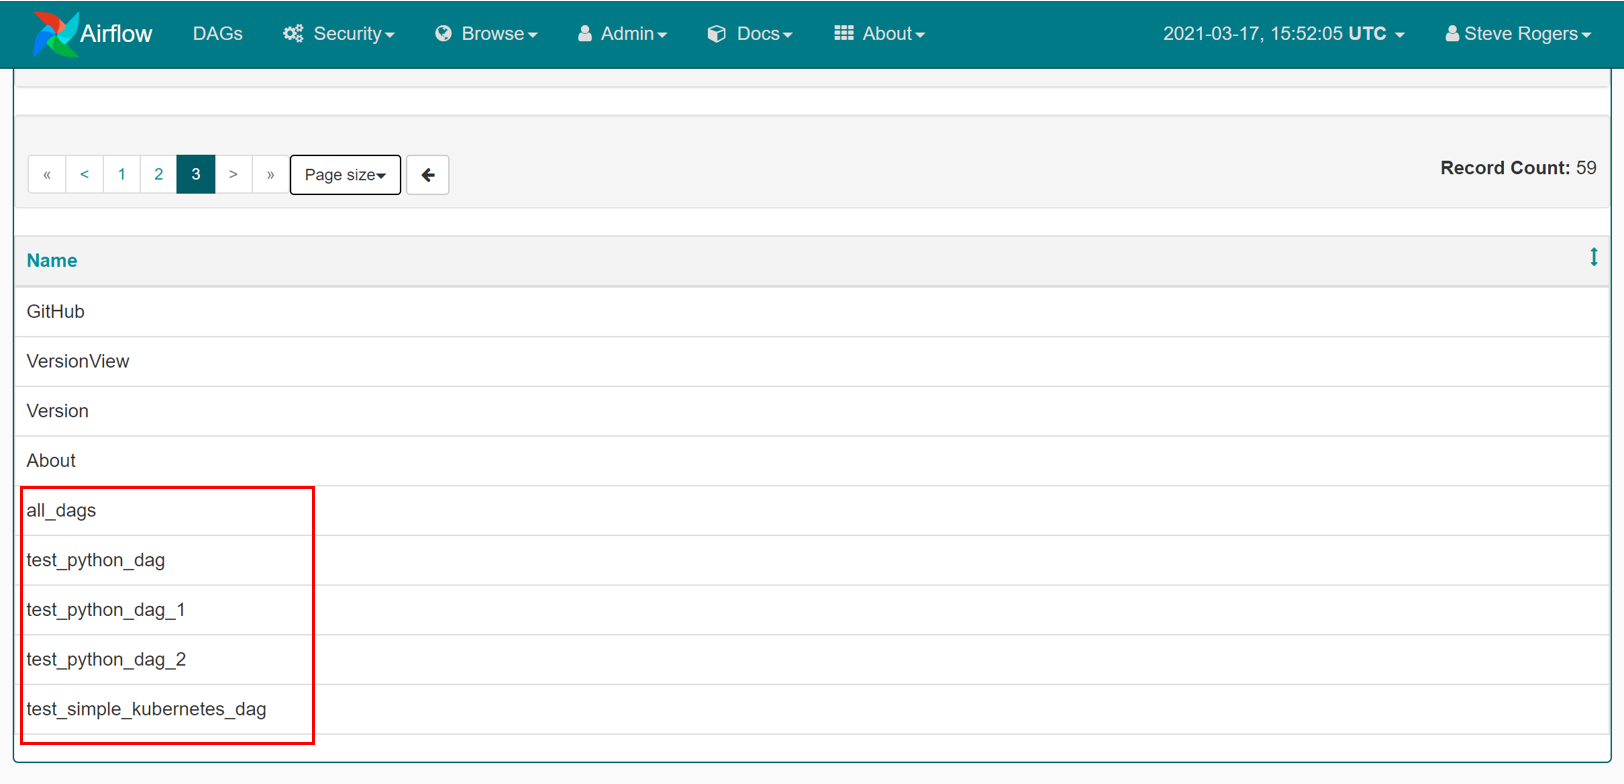 Airflow DAGs Security Browse Admin Docs About 2021-03-17, 15:52:05 UTC Steve Rogers
« < 1 2 3 > » Page size Record Count: 59
Name
GitHub
VersionView
Version
About
all_dags
test_python_dag
test_python_dag_1
test_python_dag_2
test_simple_kubernetes_dag